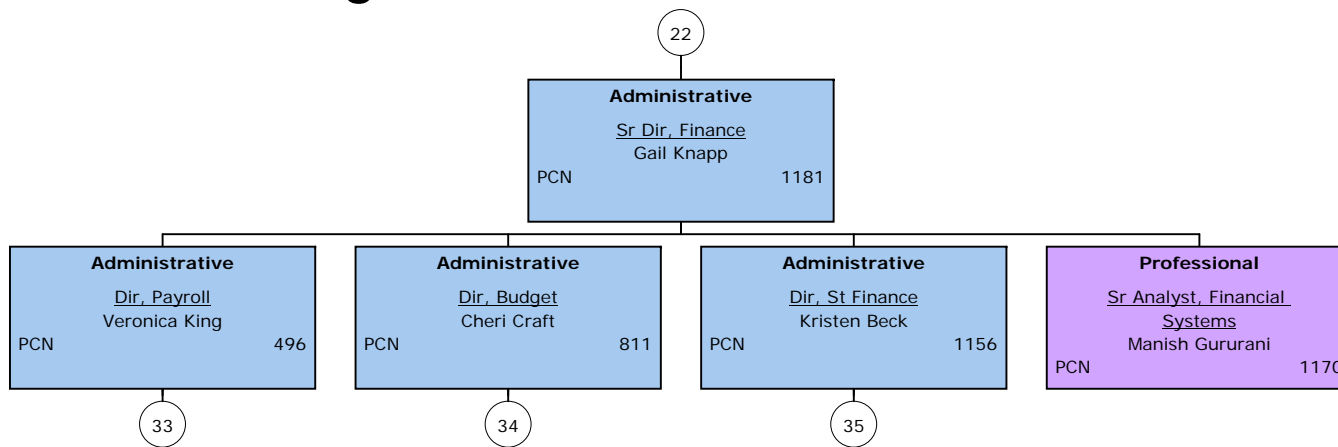 22
Administrative
Sr Dir, Finance
Gail Knapp
PCN 1181
Administrative
Dir, Payroll
Veronica King
PCN 496
Administrative
Dir, Budget
Cheri Craft
PCN 811
Administrative
Dir, St Finance
Kristen Beck
PCN 1156
Professional
Sr Analyst, Financial
Systems
Manish Gururani
PCN 1170
33
34
35